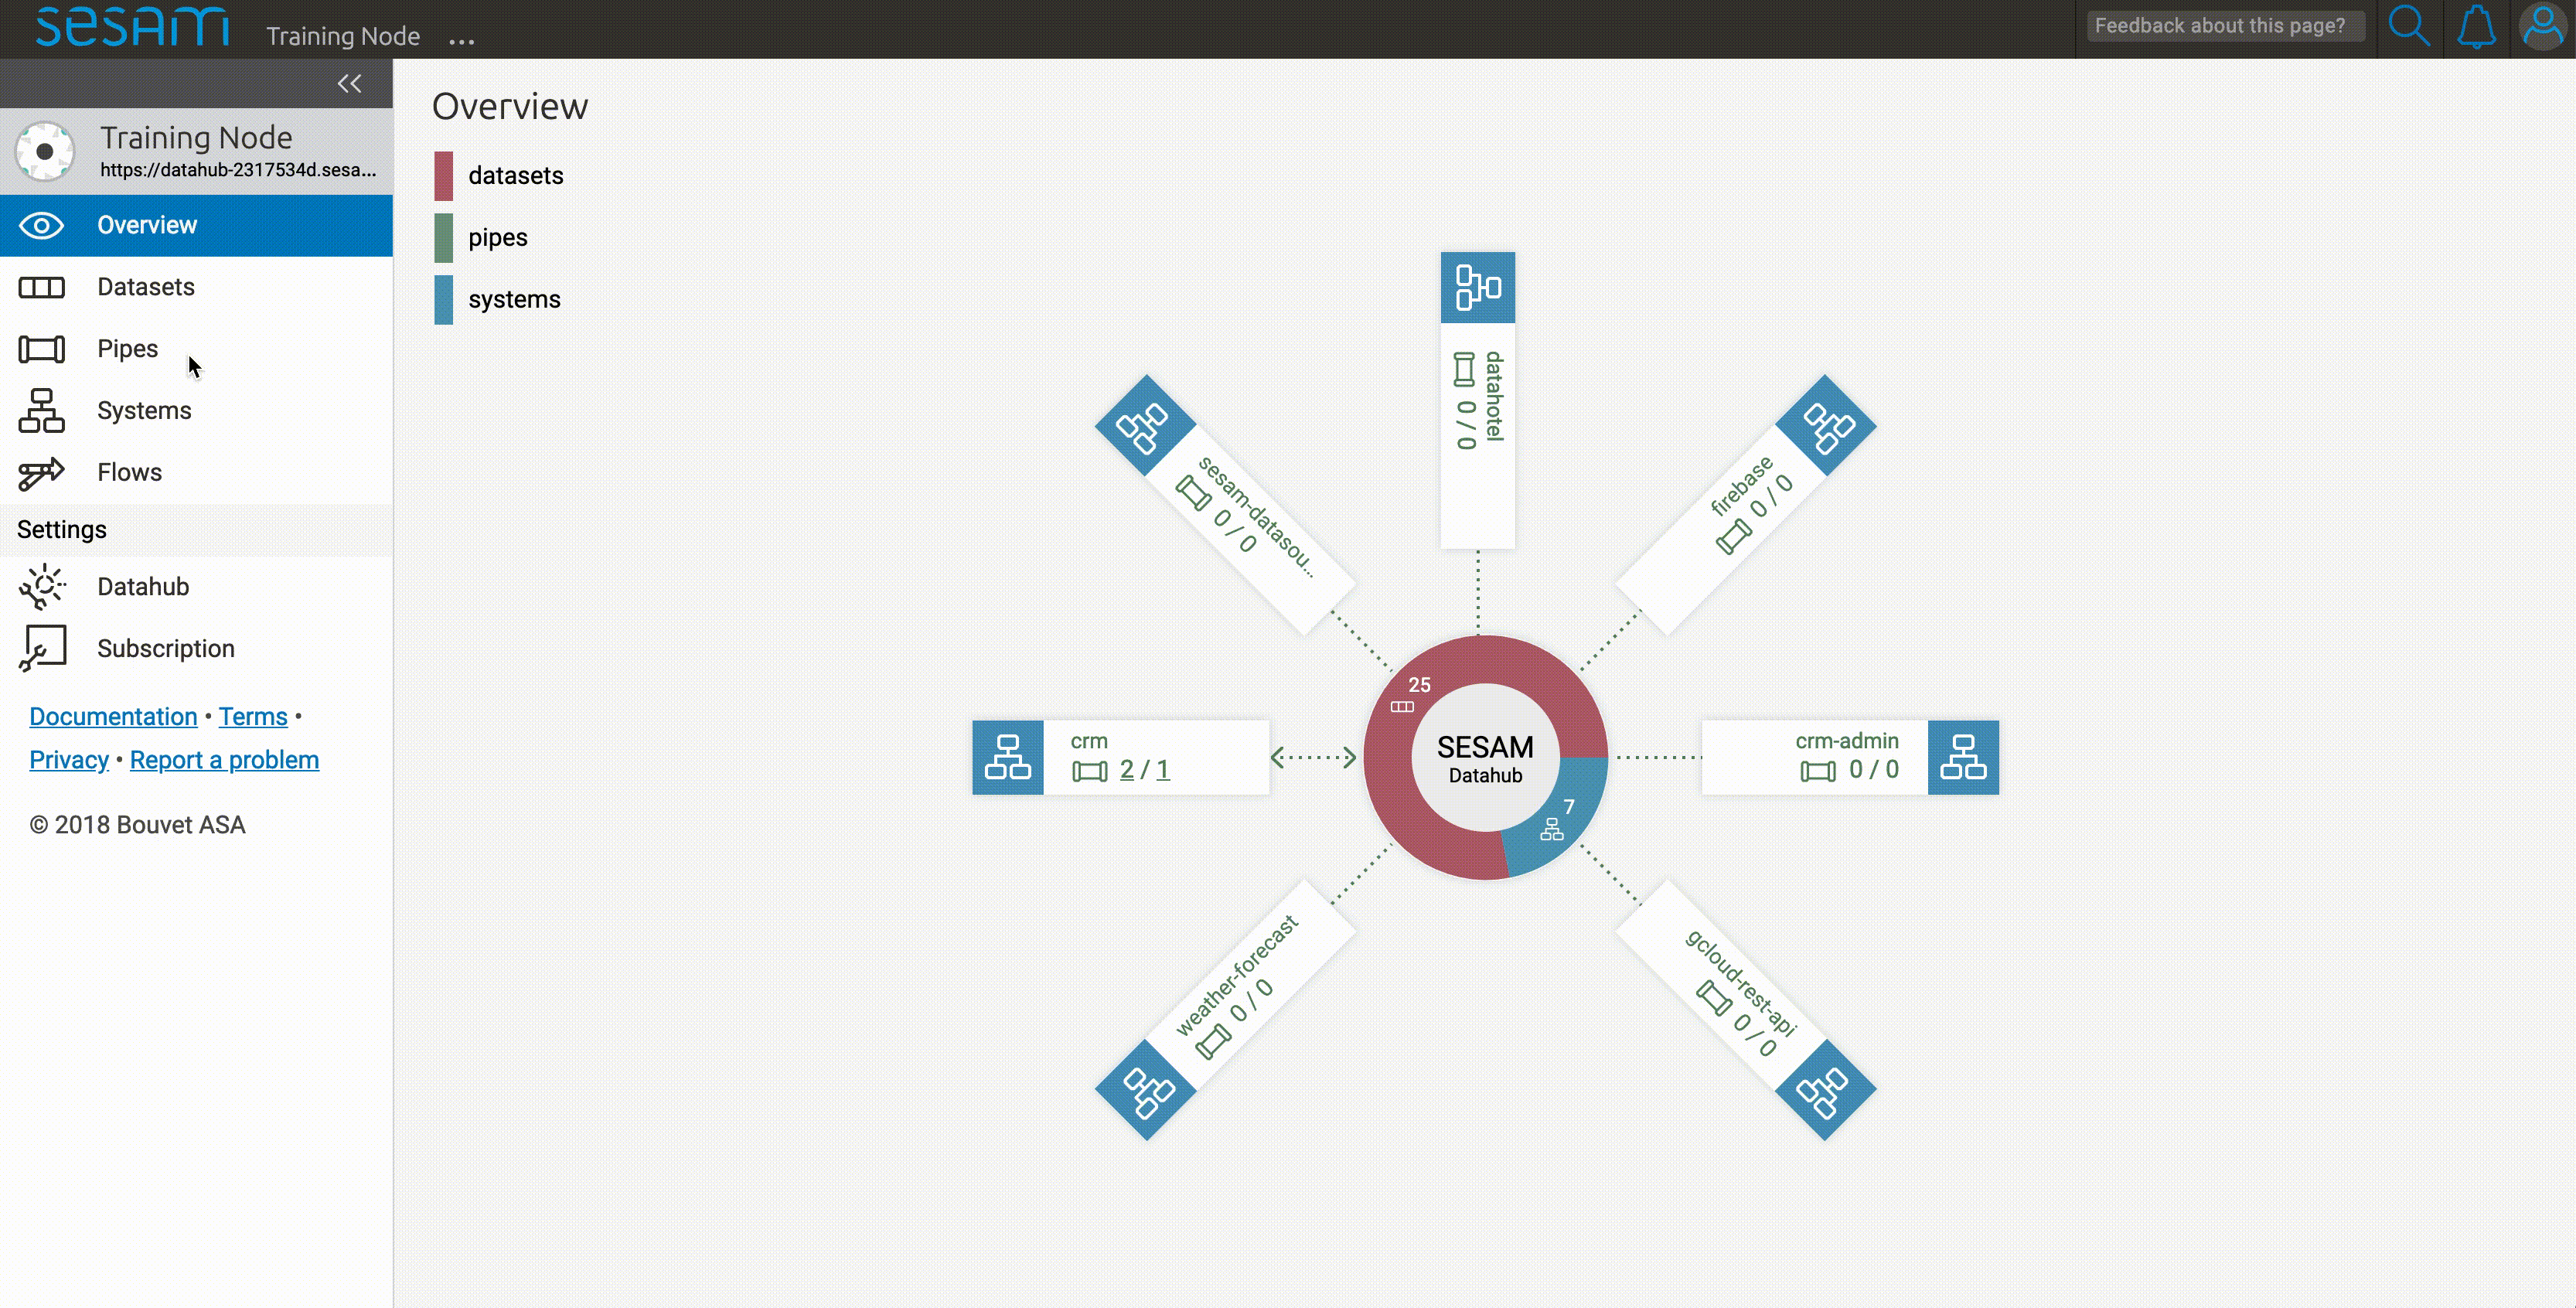 sesam
Training Node ...
Feedback about this page?
Training Node
https://datahub-2317534d.sesa...
Overview
Datasets
Pipes
Systems
Flows
Settings
Datahub
Subscription
Documentation • Terms •
Privacy • Report a problem
© 2018 Bouvet ASA
Overview
datasets
pipes
systems
datahotel
0 / 0
sesam-datasou...
0 / 0
firebase
0 / 0
crm
2 / 1
25
SESAM
Datahub
7
crm-admin
0 / 0
weather-forecast
0 / 0
gcloud-rest-api
0 / 0